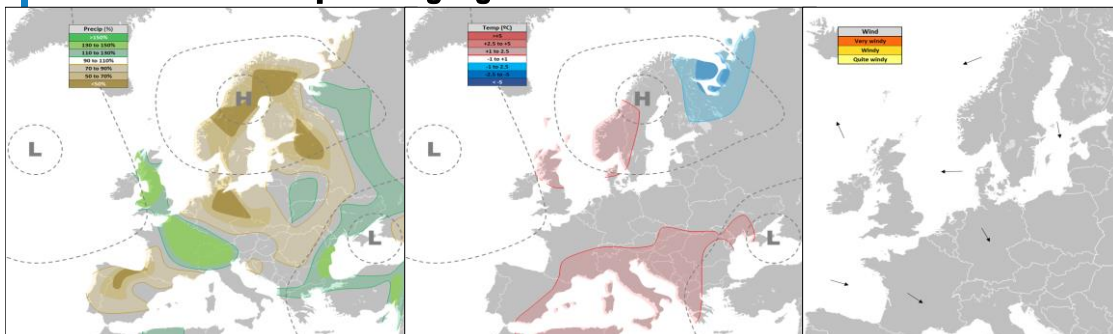 Precip (%)
>150%
130 to 150%
110 to 130%
90 to 110%
70 to 90%
50 to 70%
<50%
H
L
L
Temp (ºC)
>+5
+2.5 to +5
+1 to 2.5
-1 to +1
-1 to 2.5
-2.5 to -5
< -5
H
L
Wind
Very windy
Windy
Quite windy